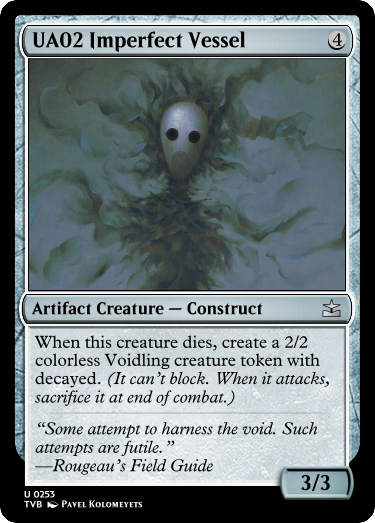 UA02 Imperfect Vessel
4
Artifact Creature — Construct
When this creature dies, create a 2/2
colorless Voidling creature token with
decayed. (It can't block. When it attacks,
sacrifice it at end of combat.)
“Some attempt to harness the void. Such
attempts are futile.”
—Rougeau's Field Guide
3/3
U 0253
TVB Pavel Kolomeyets